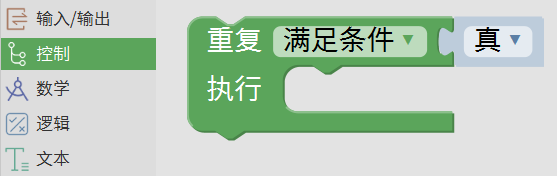 输入/输出
控制
数学
逻辑
文本
重复 满足条件 真
执行